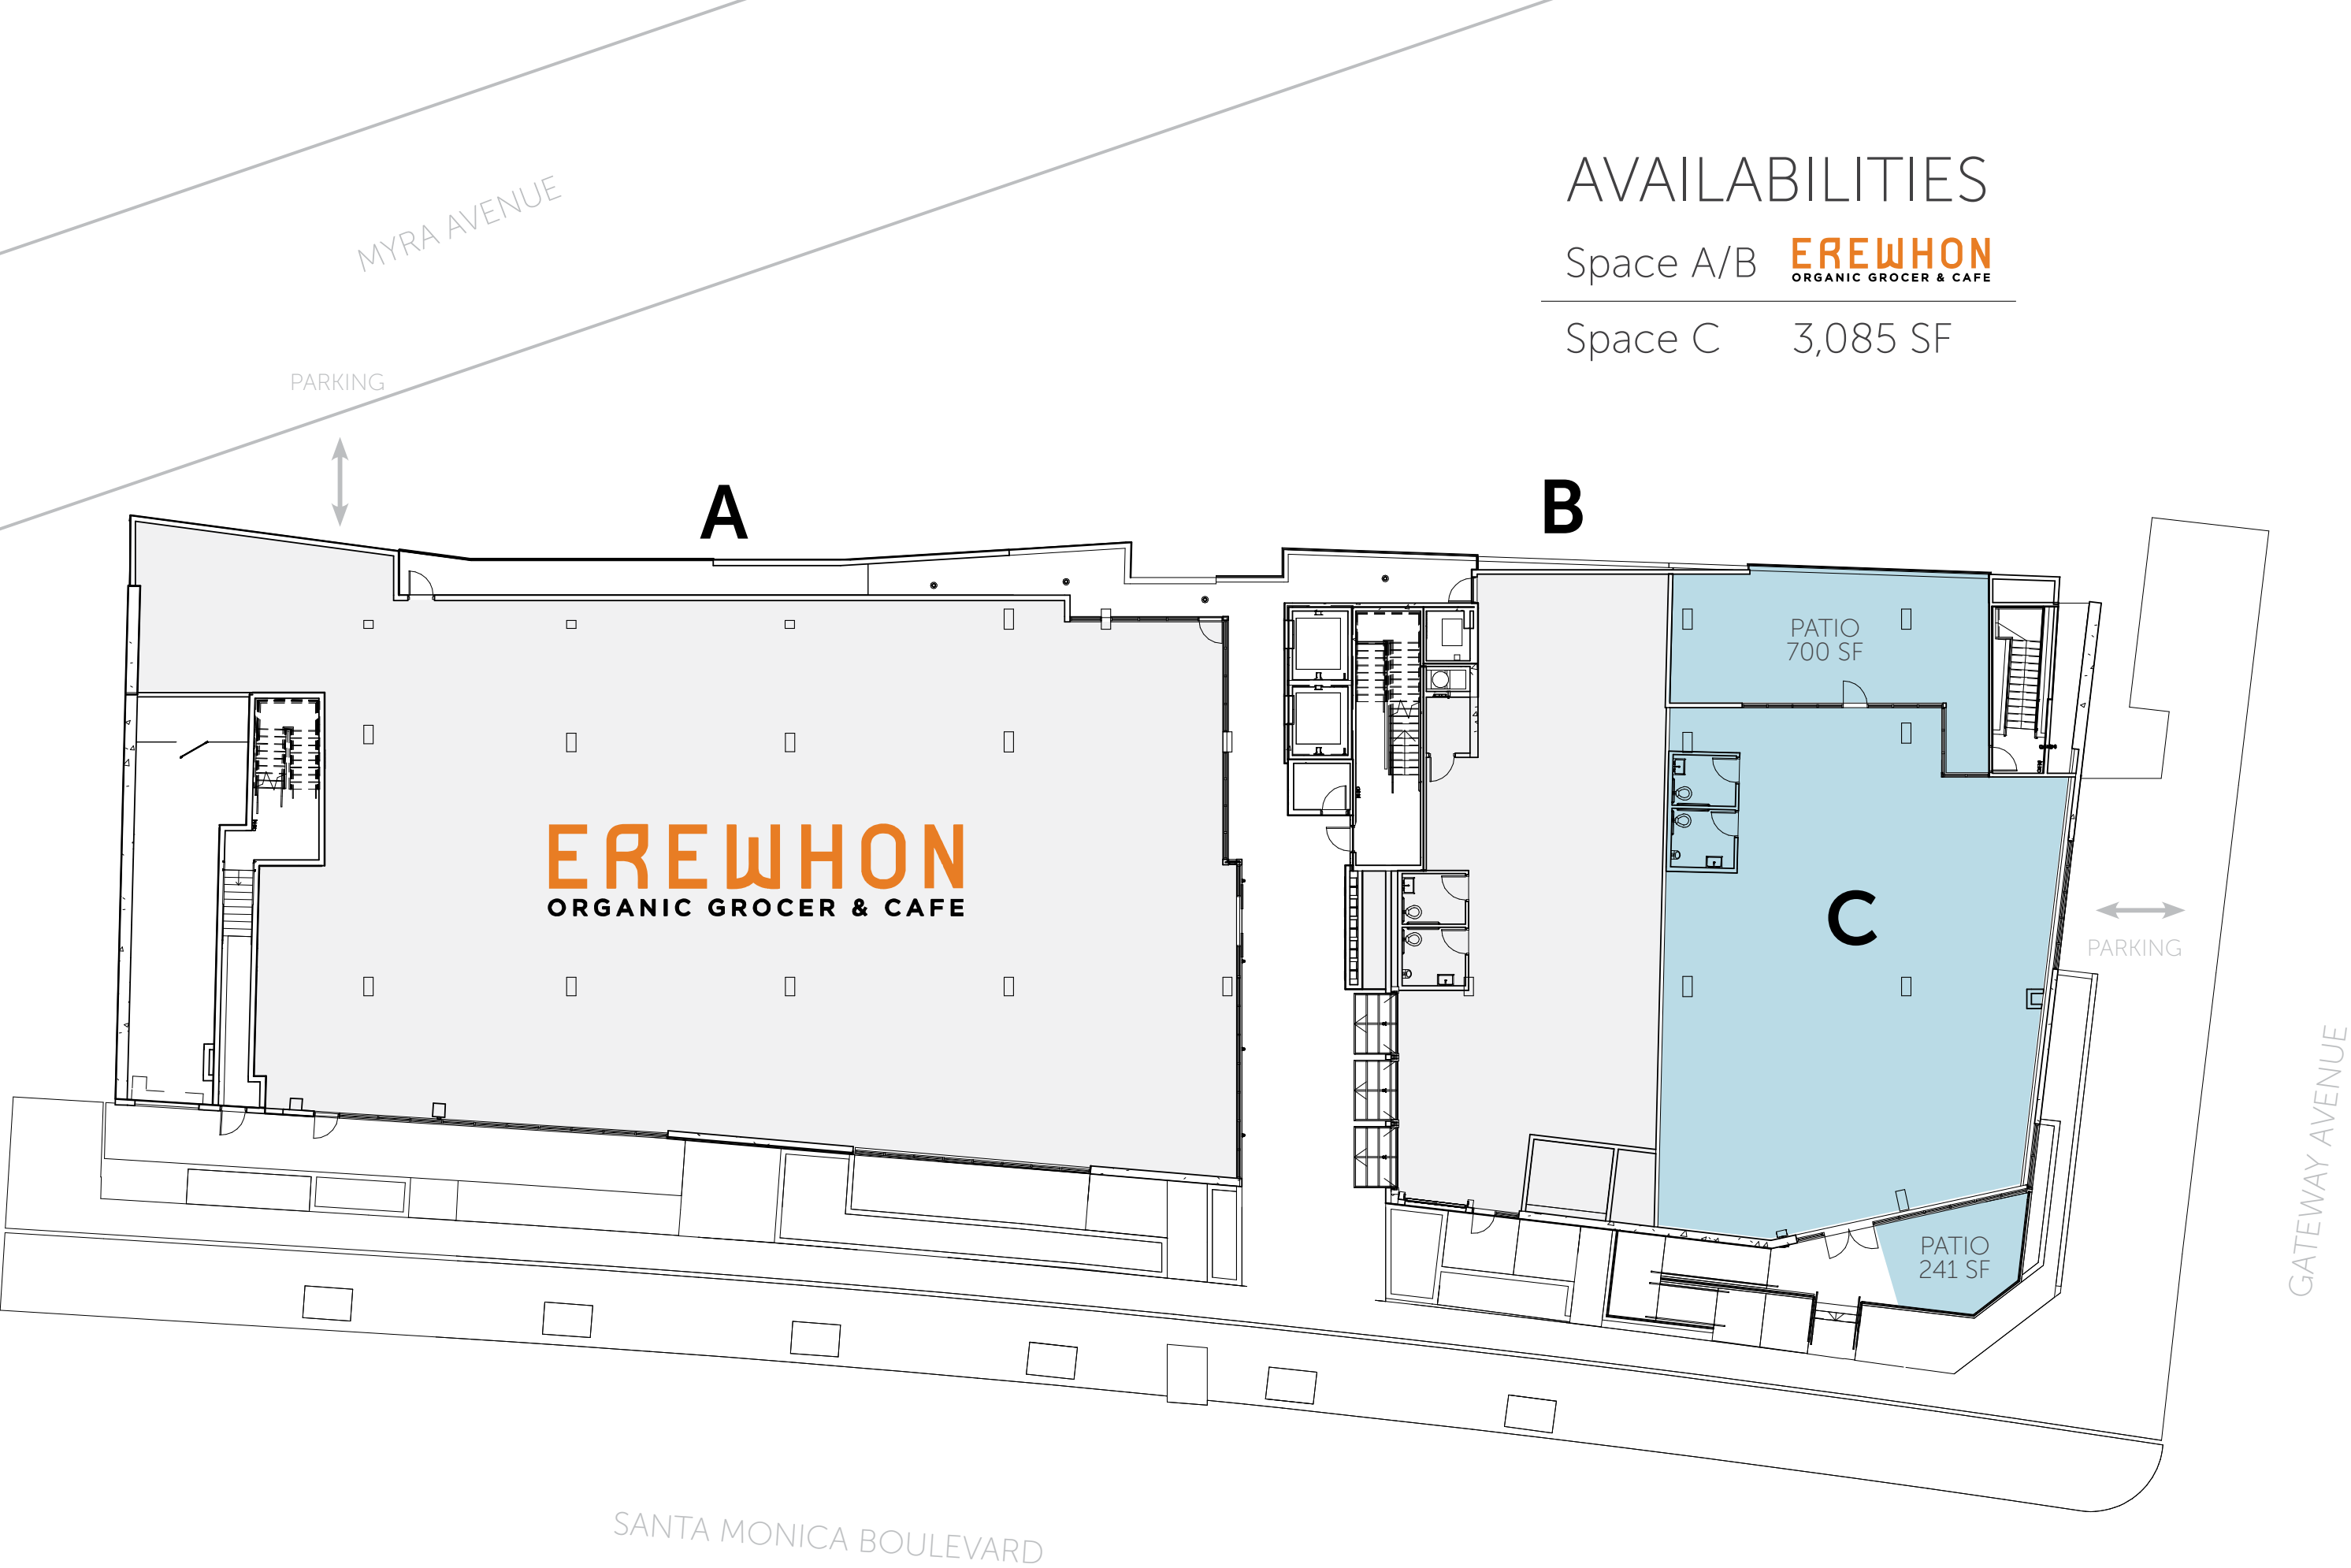 AVAILABILITIES
Space A/B EREWHON
ORGANIC GROCER & CAFE
Space C 3,085 SF
MYRA AVENUE
PARKING
A
B
PATIO
700 SF
EREWHON
ORGANIC GROCER & CAFE
C
PARKING
PATIO
241 SF
GATEWAY AVENUE
SANTA MONICA BOULEVARD